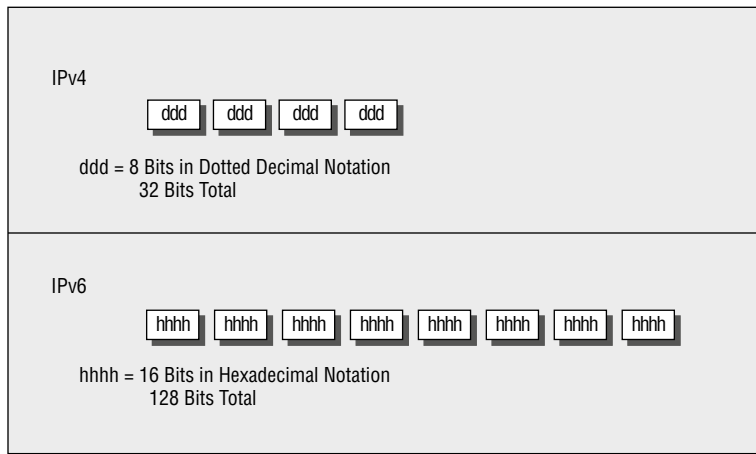 IPv4
ddd ddd ddd ddd
ddd = 8 Bits in Dotted Decimal Notation
32 Bits Total
IPv6
hhhh hhhh hhhh hhhh hhhh hhhh hhhh hhhh
hhhh = 16 Bits in Hexadecimal Notation
128 Bits Total